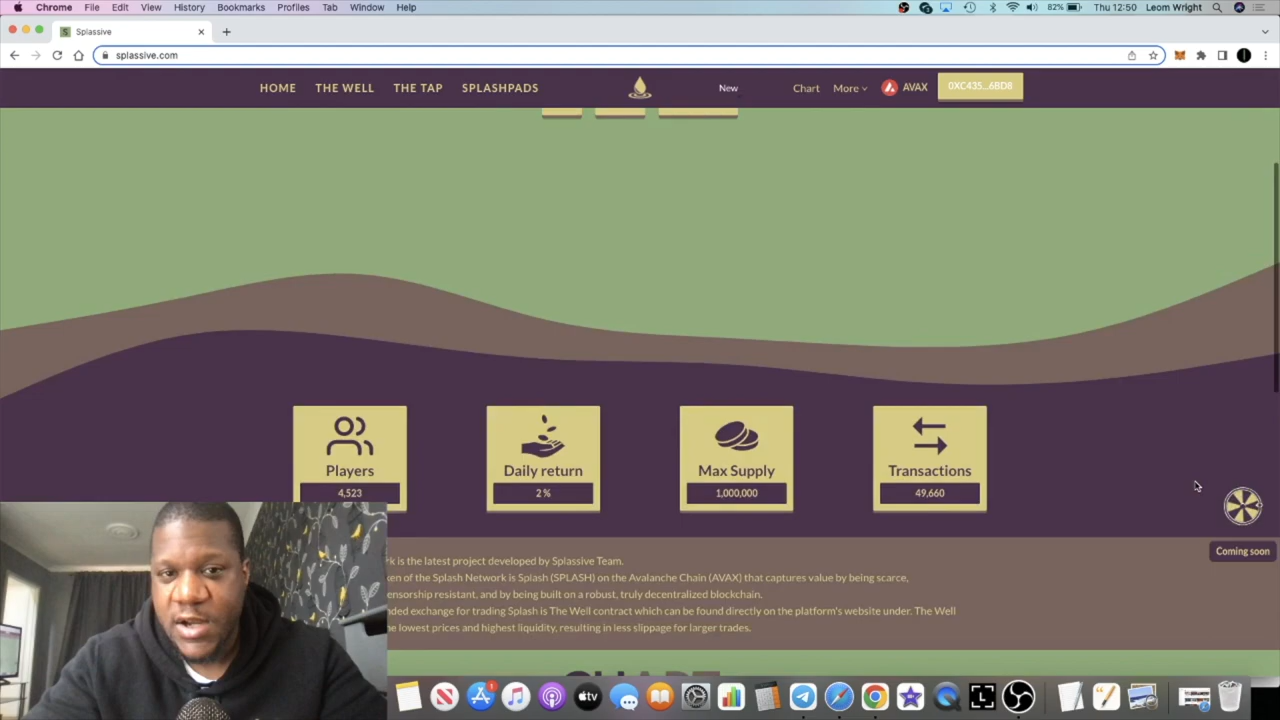 Chrome File Edit View History Bookmarks Profiles Tab Window Help
82% Thu 12:50 Leom Wright
Splassive
splassive.com
HOME THE WELL THE TAP SPLASHPADS New Chart More AVAX 0XC435...6BD8
Players Daily return Max Supply Transactions
4,523 2 % 1,000,000 49,660
Coming soon
is the latest project developed by Splassive Team.
of the Splash Network is Splash (SPLASH) on the Avalanche Chain (AVAX) that captures value by being scarce,
resistant, and by being built on a robust, truly decentralized blockchain.
exchange for trading Splash is The Well contract which can be found directly on the platform's website under. The Well
lowest prices and highest liquidity, resulting in less slippage for larger trades.
tv